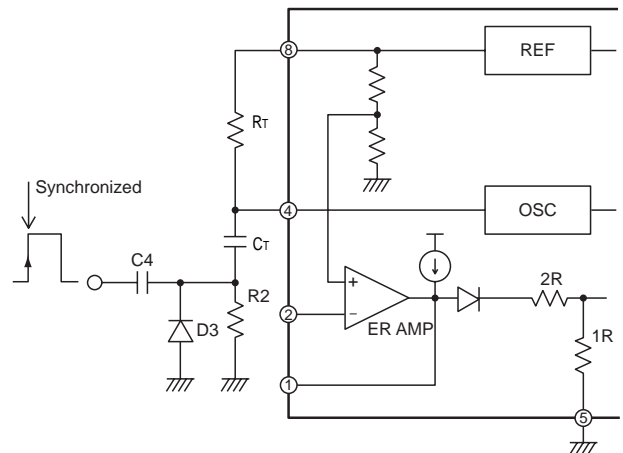 8
REF
RT
Synchronized
4
OSC
CT
C4
R2
2R
+
D3
2
−
ER AMP
1R
1
5